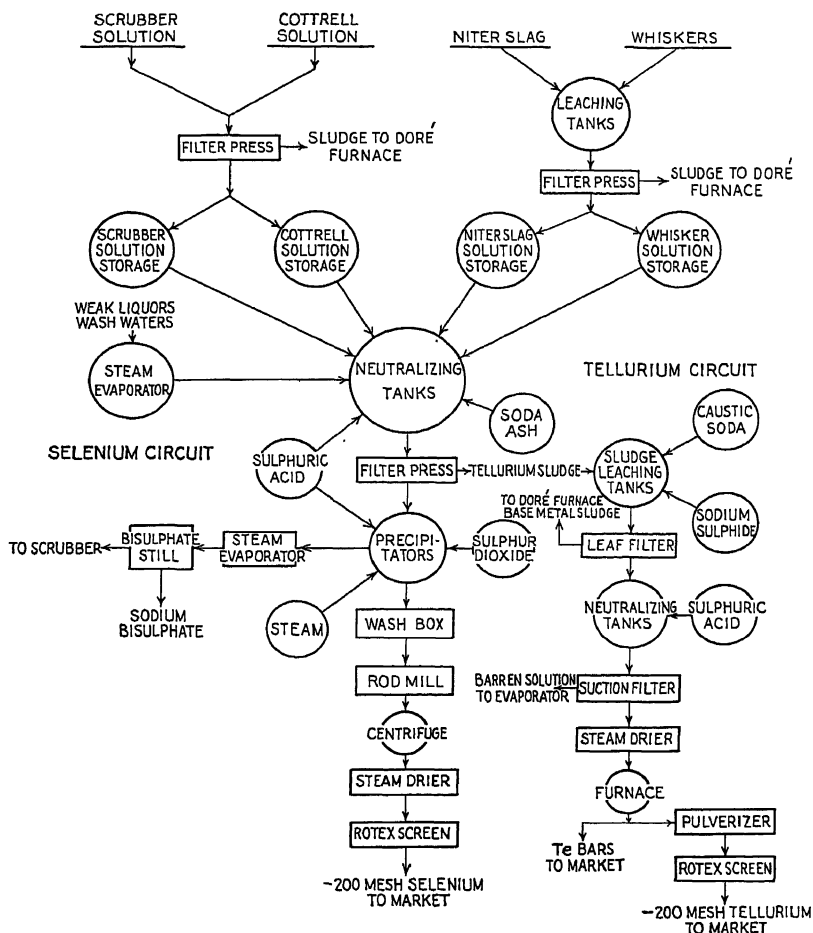 SCRUBBER
SOLUTION
COTTRELL
SOLUTION
NITER SLAG
WHISKERS
LEACHING
TANKS
FILTER PRESS
SLUDGE TO DORÉ
FURNACE
FILTER PRESS
SLUDGE TO DORÉ
FURNACE
SCRUBBER
SOLUTION
STORAGE
COTTRELL
SOLUTION
STORAGE
NITER SLAG
SOLUTION
STORAGE
WHISKER
SOLUTION
STORAGE
WEAK LIQUORS
WASH WATERS
STEAM
EVAPORATOR
NEUTRALIZING
TANKS
TELLURIUM CIRCUIT
SODA
ASH
CAUSTIC
SODA
SELENIUM CIRCUIT
SULPHURIC
ACID
FILTER PRESS
TELLURIUM SLUDGE
SLUDGE
LEACHING
TANKS
TO DORÉ FURNACE
BASE METAL SLUDGE
SODIUM
SULPHIDE
TO SCRUBBER
BISULPHATE
STILL
STEAM
EVAPORATOR
PRECIPI-
TATORS
SULPHUR
DIOXIDE
LEAF FILTER
SODIUM
BISULPHATE
STEAM
WASH BOX
NEUTRALIZING
TANKS
SULPHURIC
ACID
ROD MILL
BARREN SOLUTION
TO EVAPORATOR
SUCTION FILTER
CENTRIFUGE
STEAM DRIER
STEAM DRIER
FURNACE
ROTEX SCREEN
PULVERIZER
Te BARS
TO MARKET
ROTEX SCREEN
-200 MESH SELENIUM
TO MARKET
-200 MESH TELLURIUM
TO MARKET